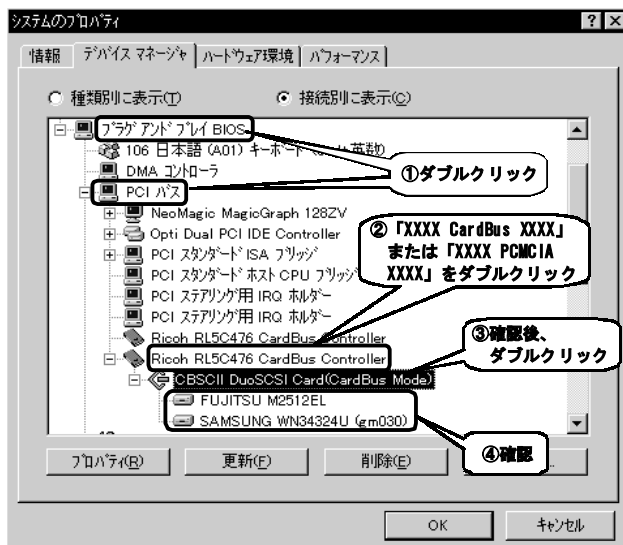 システムのプロパティ
情報
デバイス マネージャ
ハードウェア環境
パフォーマンス
種類別に表示(T)
接続別に表示(C)
プラグ アンド プレイ BIOS
106 日本語 (A01) キーボード 英数)
DMA コントローラ
①ダブルクリック
PCI バス
NeoMagic MagicGraph 128ZV
Opti Dual PCI IDE Controller
PCI スタンダード ISA ブリッジ
PCI スタンダード ホスト CPU ブリッジ
PCI ステアリング用 IRQ ホルダー
PCI ステアリング用 IRQ ホルダー
②「XXXX CardBus XXXX」
または「XXXX PCMCIA
XXXX」をダブルクリック
Ricoh RL5C476 CardBus Controller
Ricoh RL5C476 CardBus Controller
③確認後、
ダブルクリック
CBSCII DuoSCSI Card(CardBus Mode)
FUJITSU M2512EL
SAMSUNG WN34324U (gm030)
④確認
プロパティ(R)
更新(F)
削除(E)
OK
キャンセル